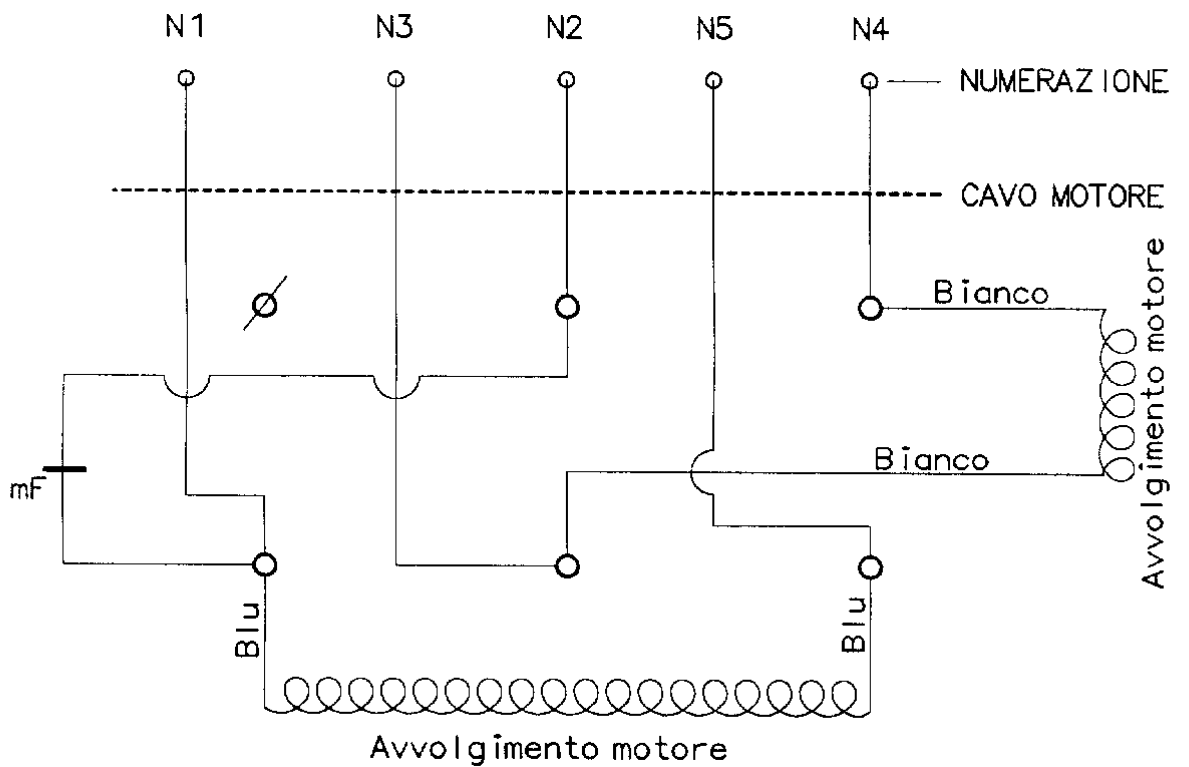 N1 N3 N2 N5 N4
NUMERAZIONE
CAVO MOTORE
Bianco
Avvolgimento motore
Bianco
mF
Blu
Blu
Avvolgimento motore